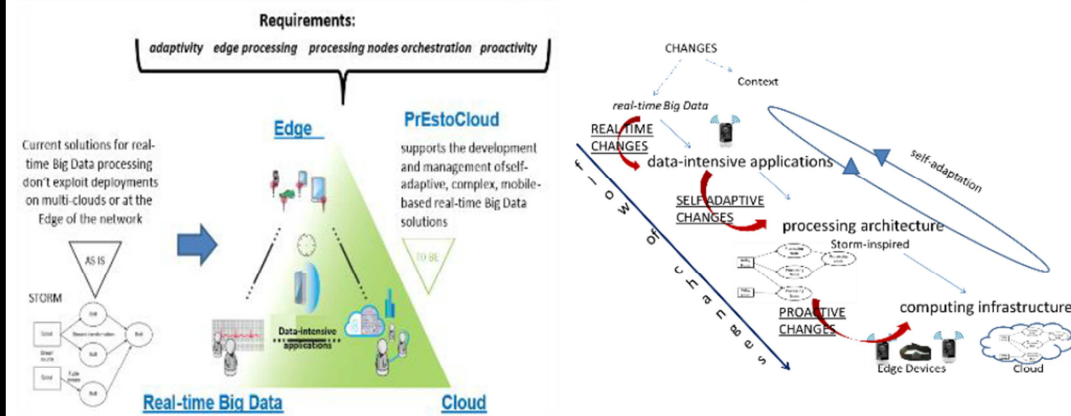 Requirements:
adaptivity edge processing processing nodes orchestration proactivity
Edge
PrEstoCloud
Current solutions for real-
time Big Data processing
don't exploit deployments
on multi-clouds or at the
Edge of the network
supports the development
and management of self-
adaptive, complex, mobile-
based real-time Big Data
solutions
AS IS
TO BE
STORM
Data-intensive
applications
Real-time Big Data
Cloud
CHANGES
Context
real-time Big Data
REAL TIME
CHANGES
data-intensive applications
self-adaptation
SELF-ADAPTIVE
CHANGES
processing architecture
Storm-inspired
flow of changes
computing infrastructure
PROACTIVE
CHANGES
Edge Devices
Cloud